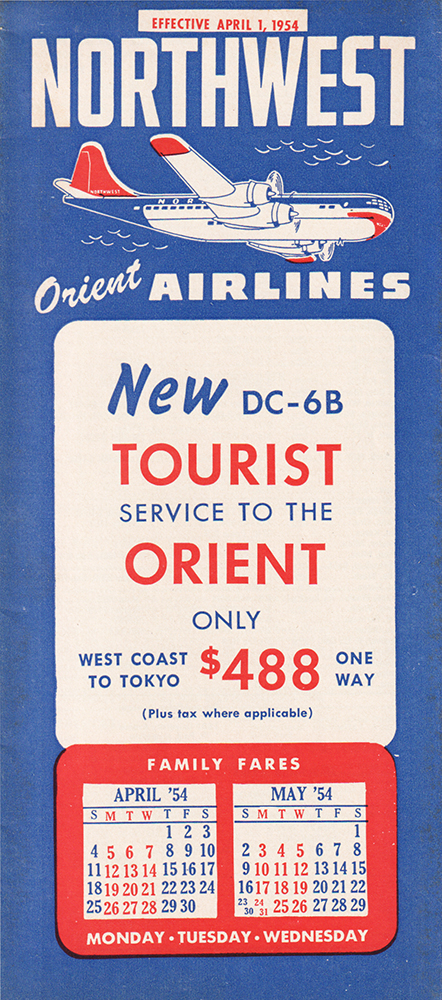 EFFECTIVE APRIL 1, 1954
NORTHWEST
NORTHWEST
NOR
Orient AIRLINES
New DC-6B
TOURIST
SERVICE TO THE
ORIENT
ONLY
WEST COAST TO TOKYO $488 ONE WAY
(Plus tax where applicable)
FAMILY FARES
APRIL '54
S M T W T F S
1 2 3
4 5 6 7 8 9 10
11 12 13 14 15 16 17
18 19 20 21 22 23 24
25 26 27 28 29 30
MAY '54
S M T W T F S
1
2 3 4 5 6 7 8
9 10 11 12 13 14 15
16 17 18 19 20 21 22
23 30 24 31 25 26 27 28 29
MONDAY • TUESDAY • WEDNESDAY